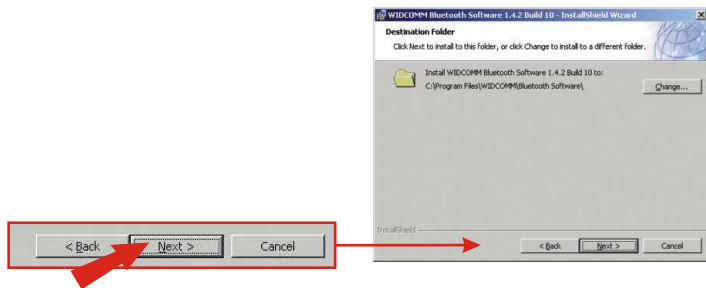 WIDCOMM Bluetooth Software 1.4.2 Build 10 - InstallShield Wizard
Destination Folder
Click Next to install to this folder, or click Change to install to a different folder.
Install WIDCOMM Bluetooth Software 1.4.2 Build 10 to:
C:\Program Files\WIDCOMM\Bluetooth Software\
Change...
InstallShield
< Back Next > Cancel
< Back Next > Cancel